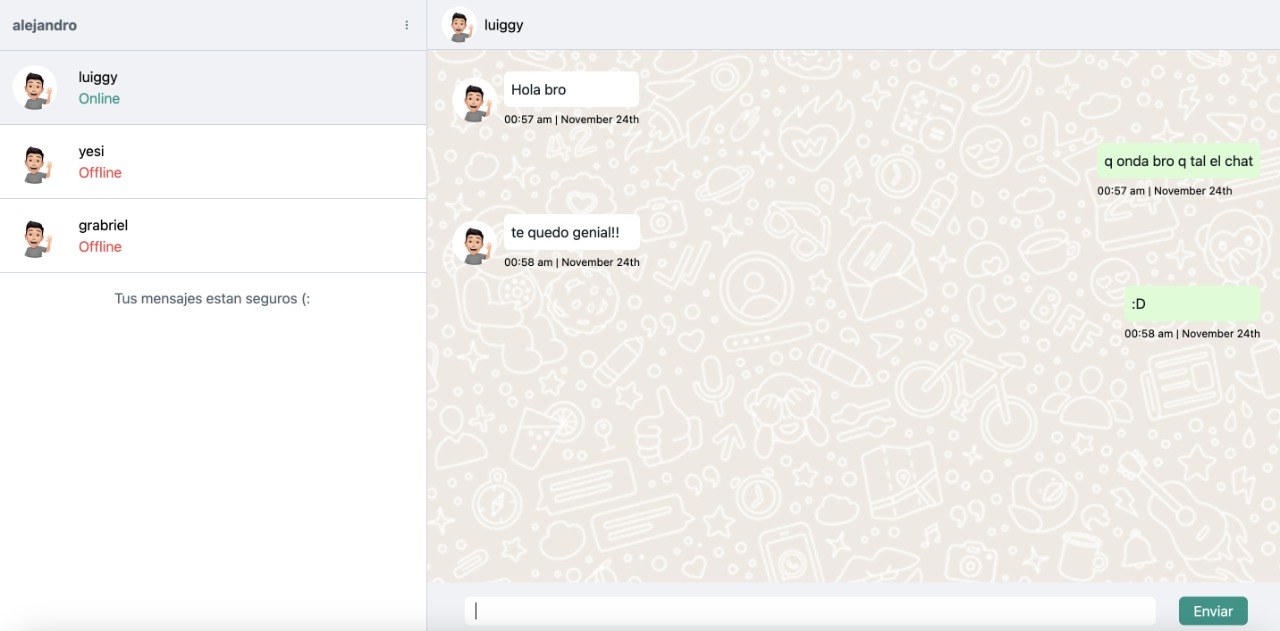 alejandro
luiggy
Online
yesi
Offline
grabriel
Offline
Tus mensajes estan seguros (:
luiggy
Hola bro
00:57 am | November 24th
q onda bro q tal el chat
00:57 am | November 24th
te quedo genial!!
00:58 am | November 24th
:D
00:58 am | November 24th
Enviar